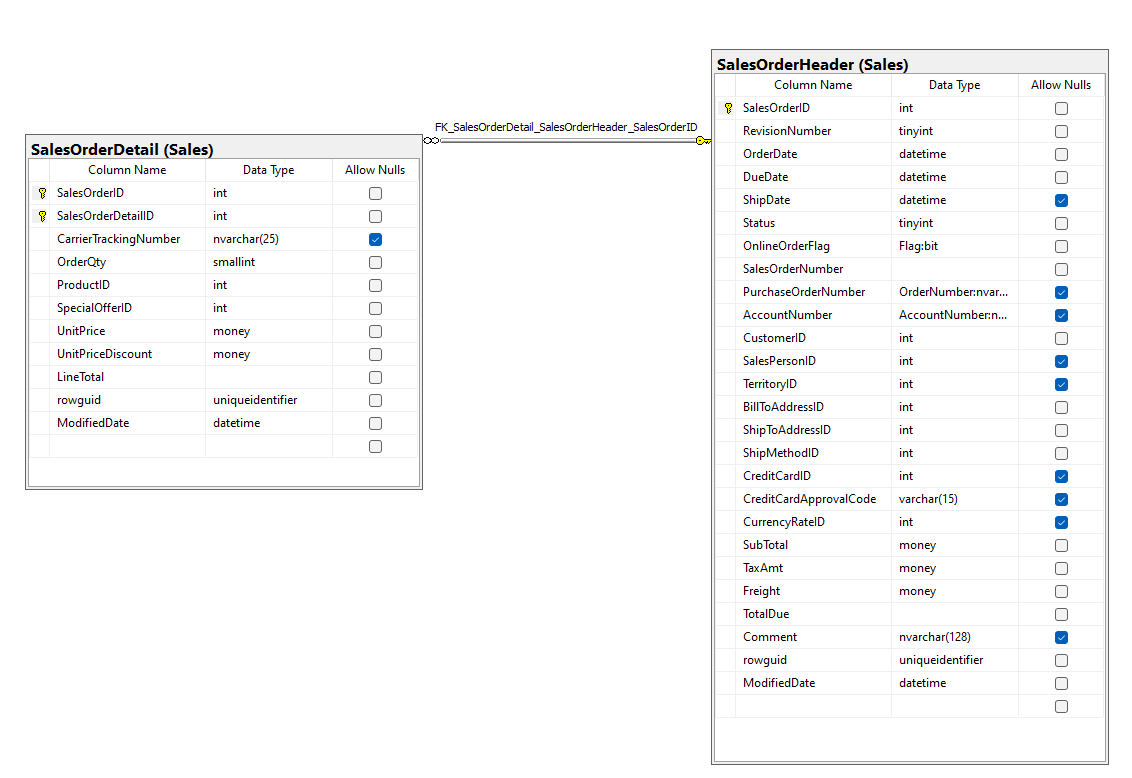 SalesOrderHeader (Sales)
Column Name Data Type Allow Nulls
SalesOrderID int
RevisionNumber tinyint
OrderDate datetime
DueDate datetime
ShipDate datetime
Status tinyint
OnlineOrderFlag Flag:bit
SalesOrderNumber
PurchaseOrderNumber OrderNumber:nvar...
AccountNumber AccountNumber:n...
CustomerID int
SalesPersonID int
TerritoryID int
BillToAddressID int
ShipToAddressID int
ShipMethodID int
CreditCardID int
CreditCardApprovalCode varchar(15)
CurrencyRateID int
SubTotal money
TaxAmt money
Freight money
TotalDue
Comment nvarchar(128)
rowguid uniqueidentifier
ModifiedDate datetime
FK_SalesOrderDetail_SalesOrderHeader_SalesOrderID
SalesOrderDetail (Sales)
Column Name Data Type Allow Nulls
SalesOrderID int
SalesOrderDetailID int
CarrierTrackingNumber nvarchar(25)
OrderQty smallint
ProductID int
SpecialOfferID int
UnitPrice money
UnitPriceDiscount money
LineTotal
rowguid uniqueidentifier
ModifiedDate datetime